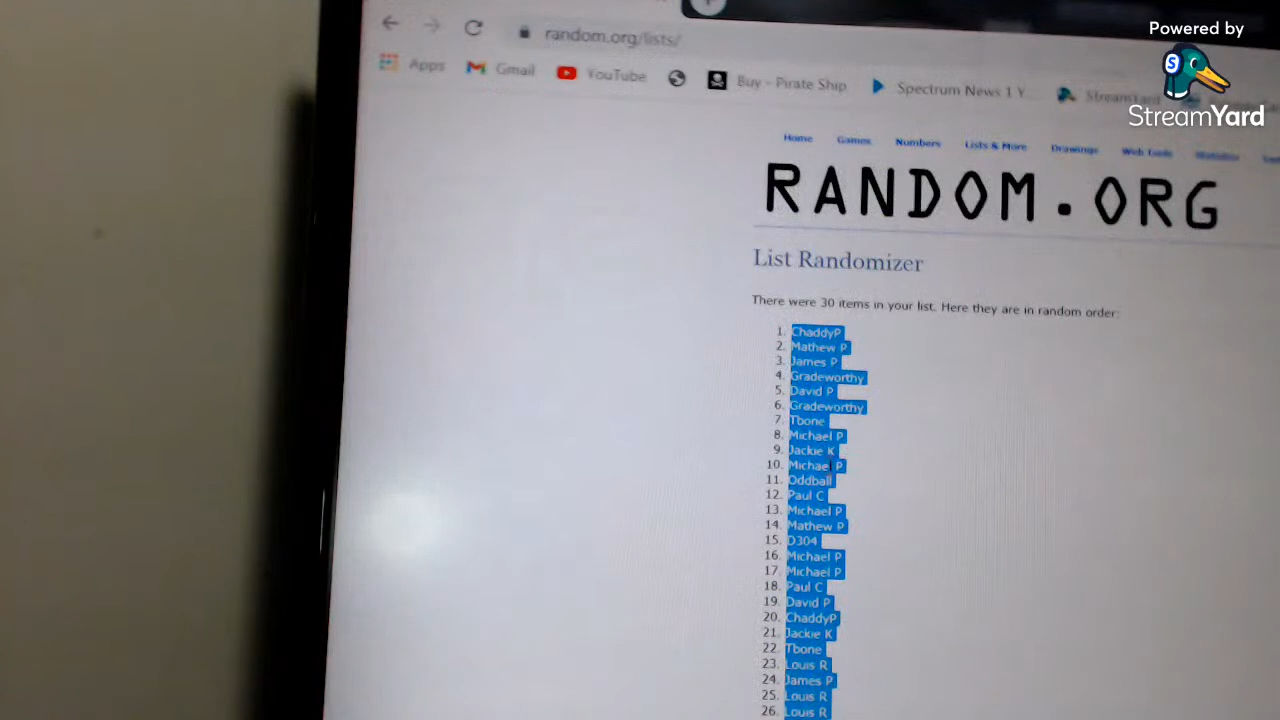 Powered by
StreamYard
random.org/lists/
Apps Gmail YouTube Buy - Pirate Ship Spectrum News 1 Y... StreamYard
Home Games Numbers Lists & More Drawings Web Tools Statistics
RANDOM.ORG
List Randomizer
There were 30 items in your list. Here they are in random order:
1. ChaddyP
2. Mathew P
3. James P
4. Gradeworthy
5. David P
6. Gradeworthy
7. Tbone
8. Michael P
9. Jackie K
10. Michael P
11. Oddball
12. Paul C
13. Michael P
14. Mathew P
15. D304
16. Michael P
17. Michael P
18. Paul C
19. David P
20. ChaddyP
21. Jackie K
22. Tbone
23. Louis R
24. James P
25. Louis R
26. Louis R